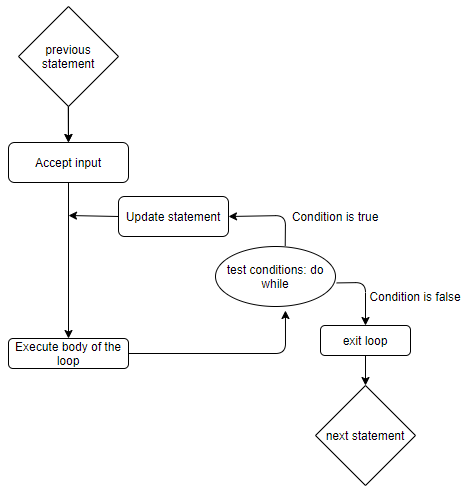 previous
statement
Accept input
Update statement
Condition is true
test conditions: do
while
Condition is false
Execute body of the
loop
exit loop
next statement